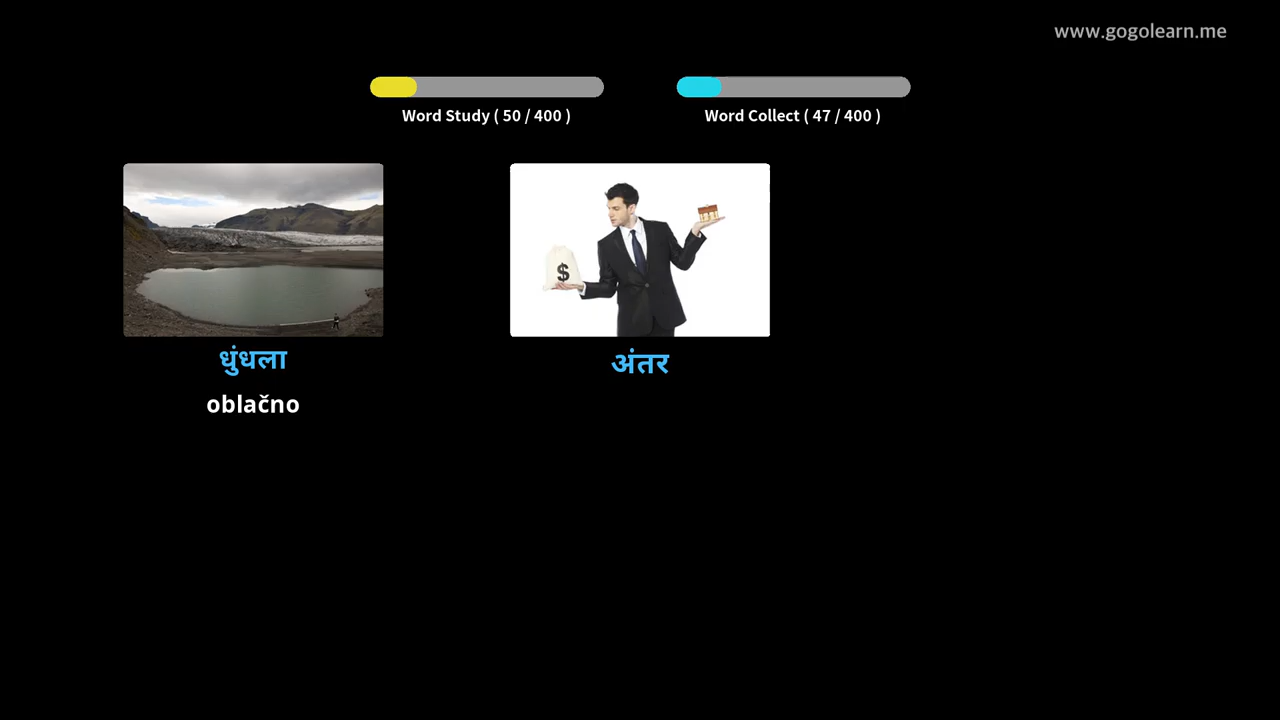 www.gogolearn.me
Word Study ( 50 / 400 )
Word Collect ( 47 / 400 )
$
धुंधला
अंतर
oblačno